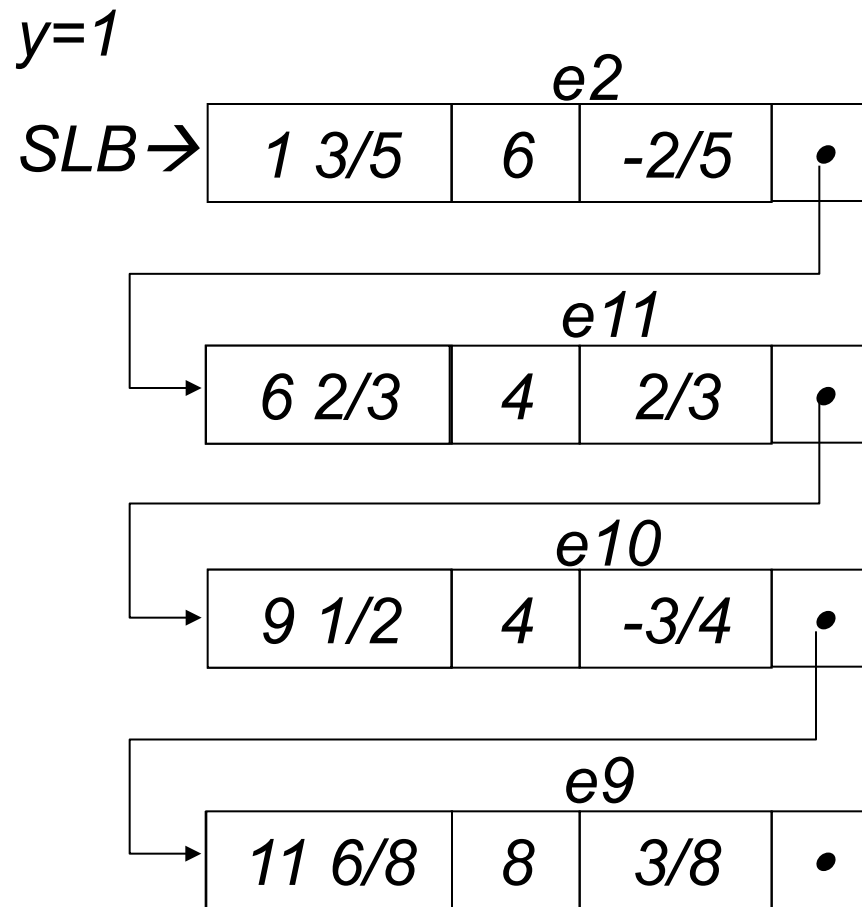 y=1
e2
SLB→ 1 3/5 6 -2/5
e11
6 2/3 4 2/3
e10
9 1/2 4 -3/4
e9
11 6/8 8 3/8